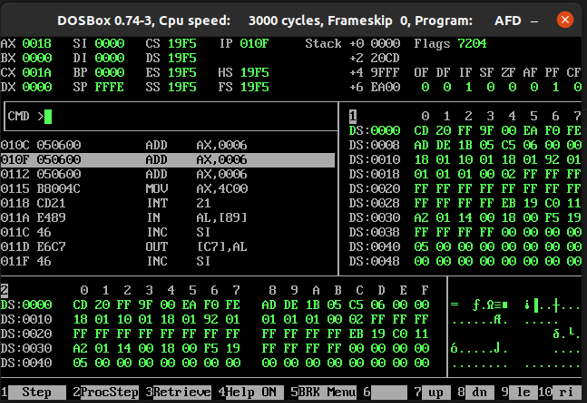 DOSBox 0.74-3, Cpu speed: 3000 cycles, Frameskip 0, Program: AFD
AX 0018 SI 0000 CS 19F5 IP 010F Stack +0 0000 Flags 7204
BX 0000 DI 0000 DS 19F5 +2 20CD
CX 001A BP 0000 ES 19F5 HS 19F5 +4 9FFF OF DF IF SF ZF AF PF CF
DX 0000 SP FFFE SS 19F5 FS 19F5 +6 EA00 0 0 1 0 0 0 1 0
CMD >
010C 050600 ADD AX,0006
010F 050600 ADD AX,0006
0112 050600 ADD AX,0006
0115 B8004C MOV AX,4C00
0118 CD21 INT 21
011A E489 IN AL,[89]
011C 46 INC SI
011D E6C7 OUT [C7],AL
011F 46 INC SI
1 0 1 2 3 4 5 6 7
DS:0000 CD 20 FF 9F 00 EA F0 FE
DS:0008 AD DE 1B 05 C5 06 00 00
DS:0010 18 01 10 01 18 01 92 01
DS:0018 01 01 01 00 02 FF FF FF
DS:0020 FF FF FF FF FF FF FF FF
DS:0028 FF FF FF FF EB 19 C0 11
DS:0030 A2 01 14 00 18 00 F5 19
DS:0038 FF FF FF FF 00 00 00 00
DS:0040 05 00 00 00 00 00 00 00
DS:0048 00 00 00 00 00 00 00 00
2 0 1 2 3 4 5 6 7 8 9 A B C D E F
DS:0000 CD 20 FF 9F 00 EA F0 FE AD DE 1B 05 C5 06 00 00
DS:0010 18 01 10 01 18 01 92 01 01 01 01 00 02 FF FF FF
DS:0020 FF FF FF FF FF FF FF FF FF FF FF FF EB 19 C0 11
DS:0030 A2 01 14 00 18 00 F5 19 FF FF FF FF 00 00 00 00
DS:0040 05 00 00 00 00 00 00 00 00 00 00 00 00 00 00 00
1 Step 2ProcStep 3Retrieve 4Help ON 5BRK Menu 6 7 up 8 dn 9 le 10 ri